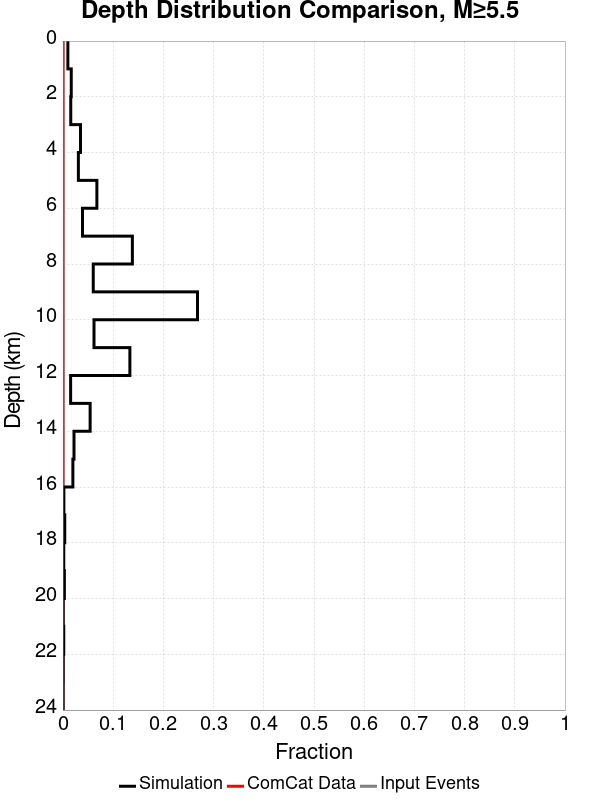 Depth Distribution Comparison, M≥5.5
0
2
4
6
8
10
12
14
16
18
20
22
24
Depth (km)
0 0.1 0.2 0.3 0.4 0.5 0.6 0.7 0.8 0.9 1
Fraction
Simulation ComCat Data Input Events